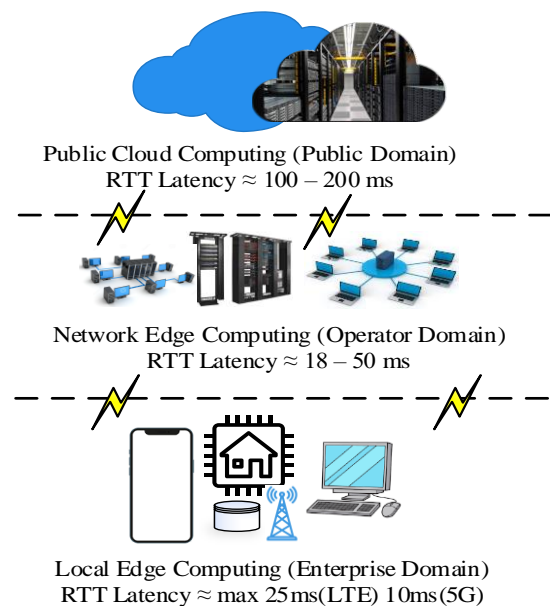 Public Cloud Computing (Public Domain)
RTT Latency ≈ 100 – 200 ms
Network Edge Computing (Operator Domain)
RTT Latency ≈ 18 – 50 ms
Local Edge Computing (Enterprise Domain)
RTT Latency ≈ max 25ms(LTE) 10ms(5G)